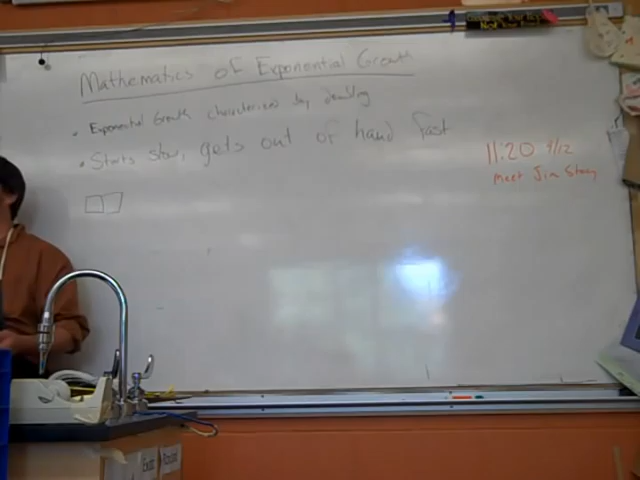 Mathematics of Exponential Growth
• Exponential Growth characterized by doubling
• Starts slow, gets out of hand fast
11:20 9/12
Meet Jim Stacy